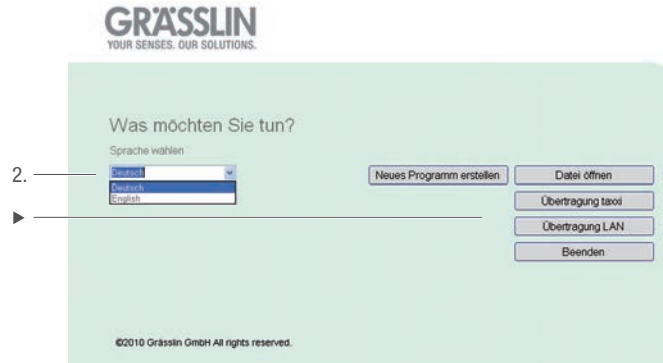 GRÄSSLIN
YOUR SENSES. OUR SOLUTIONS.
Was möchten Sie tun?
Sprache wählen
2.
Deutsch
Deutsch
English
Neues Programm erstellen
Datei öffnen
Übertragung taxxi
Übertragung LAN
Beenden
©2010 Grässlin GmbH All rights reserved.